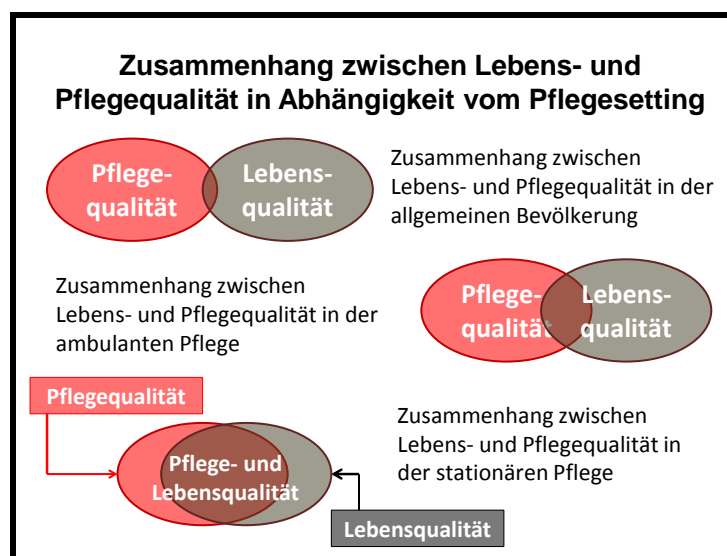 Zusammenhang zwischen Lebens- und
Pflegequalität in Abhängigkeit vom Pflegesetting
Pflege-
qualität
Lebens-
qualität
Zusammenhang zwischen
Lebens- und Pflegequalität in der
allgemeinen Bevölkerung
Zusammenhang zwischen
Lebens- und Pflegequalität in der
ambulanten Pflege
Pflege-
qualität
Lebens-
qualität
Pflegequalität
Pflege- und
Lebensqualität
Lebensqualität
Zusammenhang zwischen
Lebens- und Pflegequalität in
der stationären Pflege